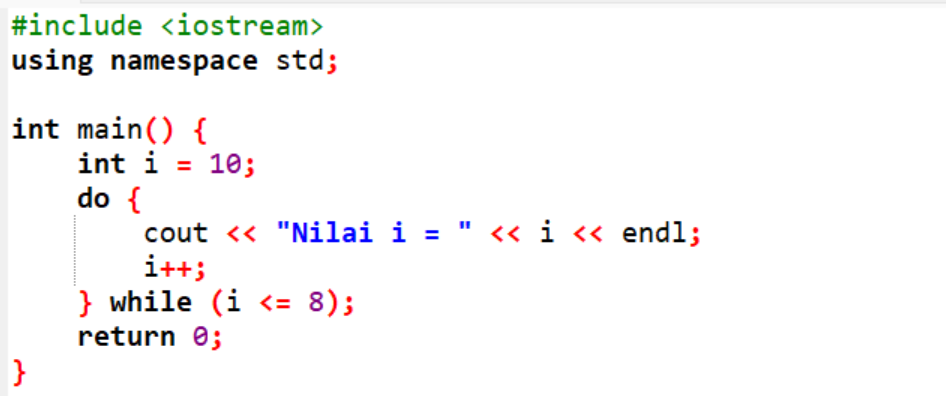 #include <iostream>
using namespace std;

int main() {
    int i = 10;
    do {
        cout << "Nilai i = " << i << endl;
        i++;
    } while (i <= 8);
    return 0;
}